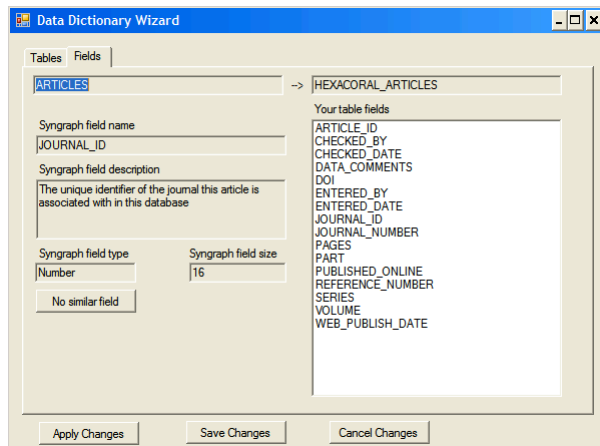 Data Dictionary Wizard
Tables Fields
ARTICLES --> HEXACORAL_ARTICLES
Syngraph field name
JOURNAL_ID
Syngraph field description
The unique identifier of the journal this article is
associated with in this database
Syngraph field type Syngraph field size
Number 16
No similar field
Your table fields
ARTICLE_ID
CHECKED_BY
CHECKED_DATE
DATA_COMMENTS
DOI
ENTERED_BY
ENTERED_DATE
JOURNAL_ID
JOURNAL_NUMBER
PAGES
PART
PUBLISHED_ONLINE
REFERENCE_NUMBER
SERIES
VOLUME
WEB_PUBLISH_DATE
Apply Changes Save Changes Cancel Changes